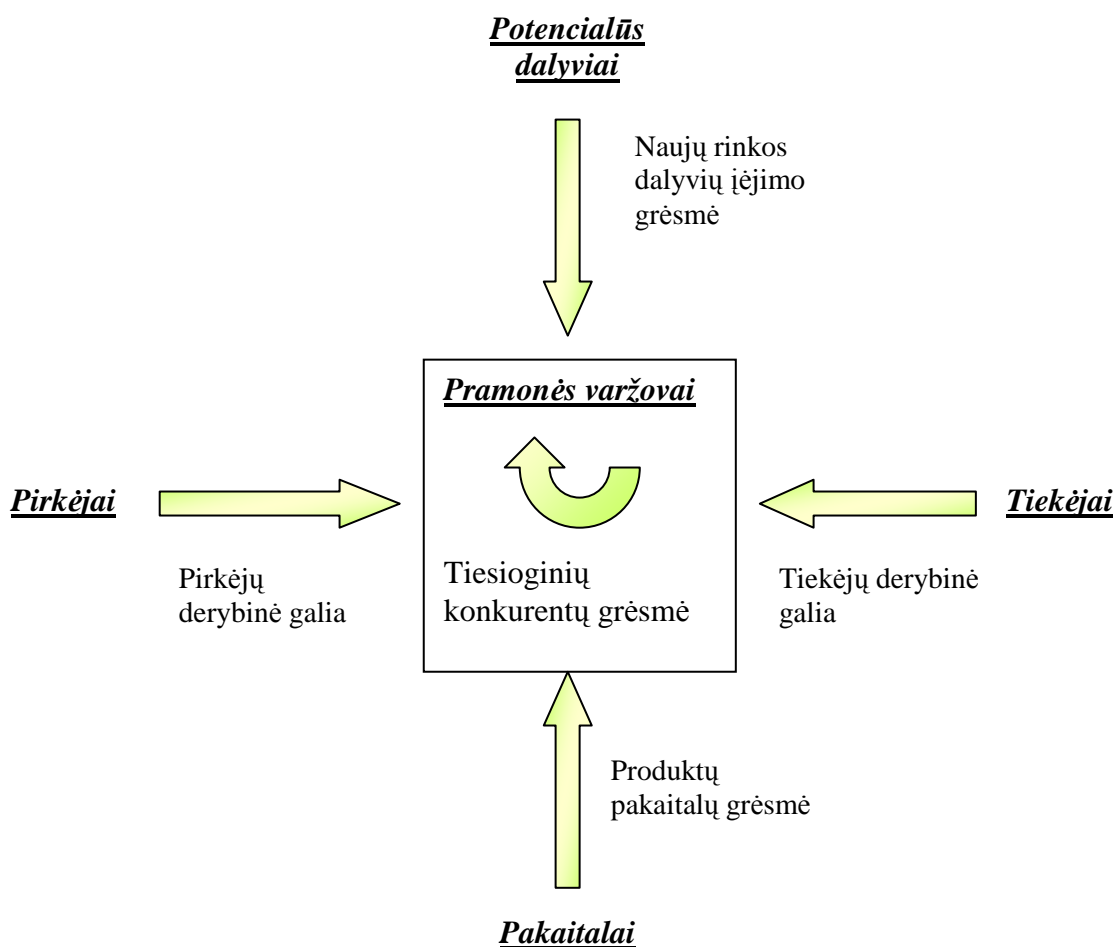 Potencialūs
dalyviai
Naujų rinkos
dalyvių įėjimo
grėsmė
Pramonės varžovai
Pirkėjai
Tiekėjai
Pirkėjų
derybinė galia
Tiesioginių
konkurentų grėsmė
Tiekėjų derybinė
galia
Produktų
pakaitalų grėsmė
Pakaitalai